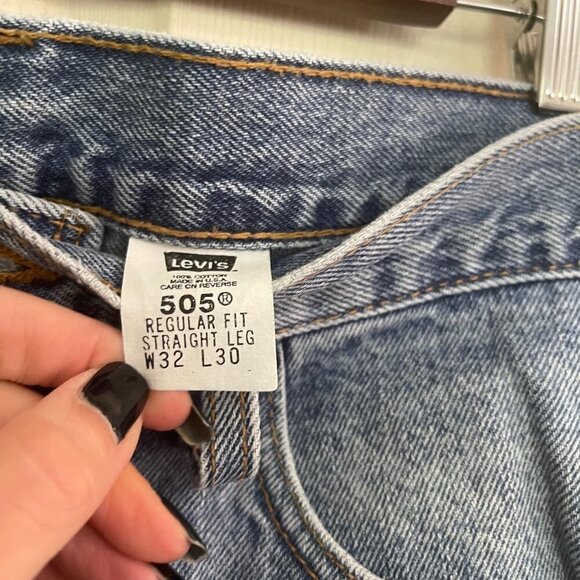 Levi's
100% COTTON
MADE IN U.S.A.
CARE ON REVERSE
505®
REGULAR FIT
STRAIGHT LEG
W32 L30